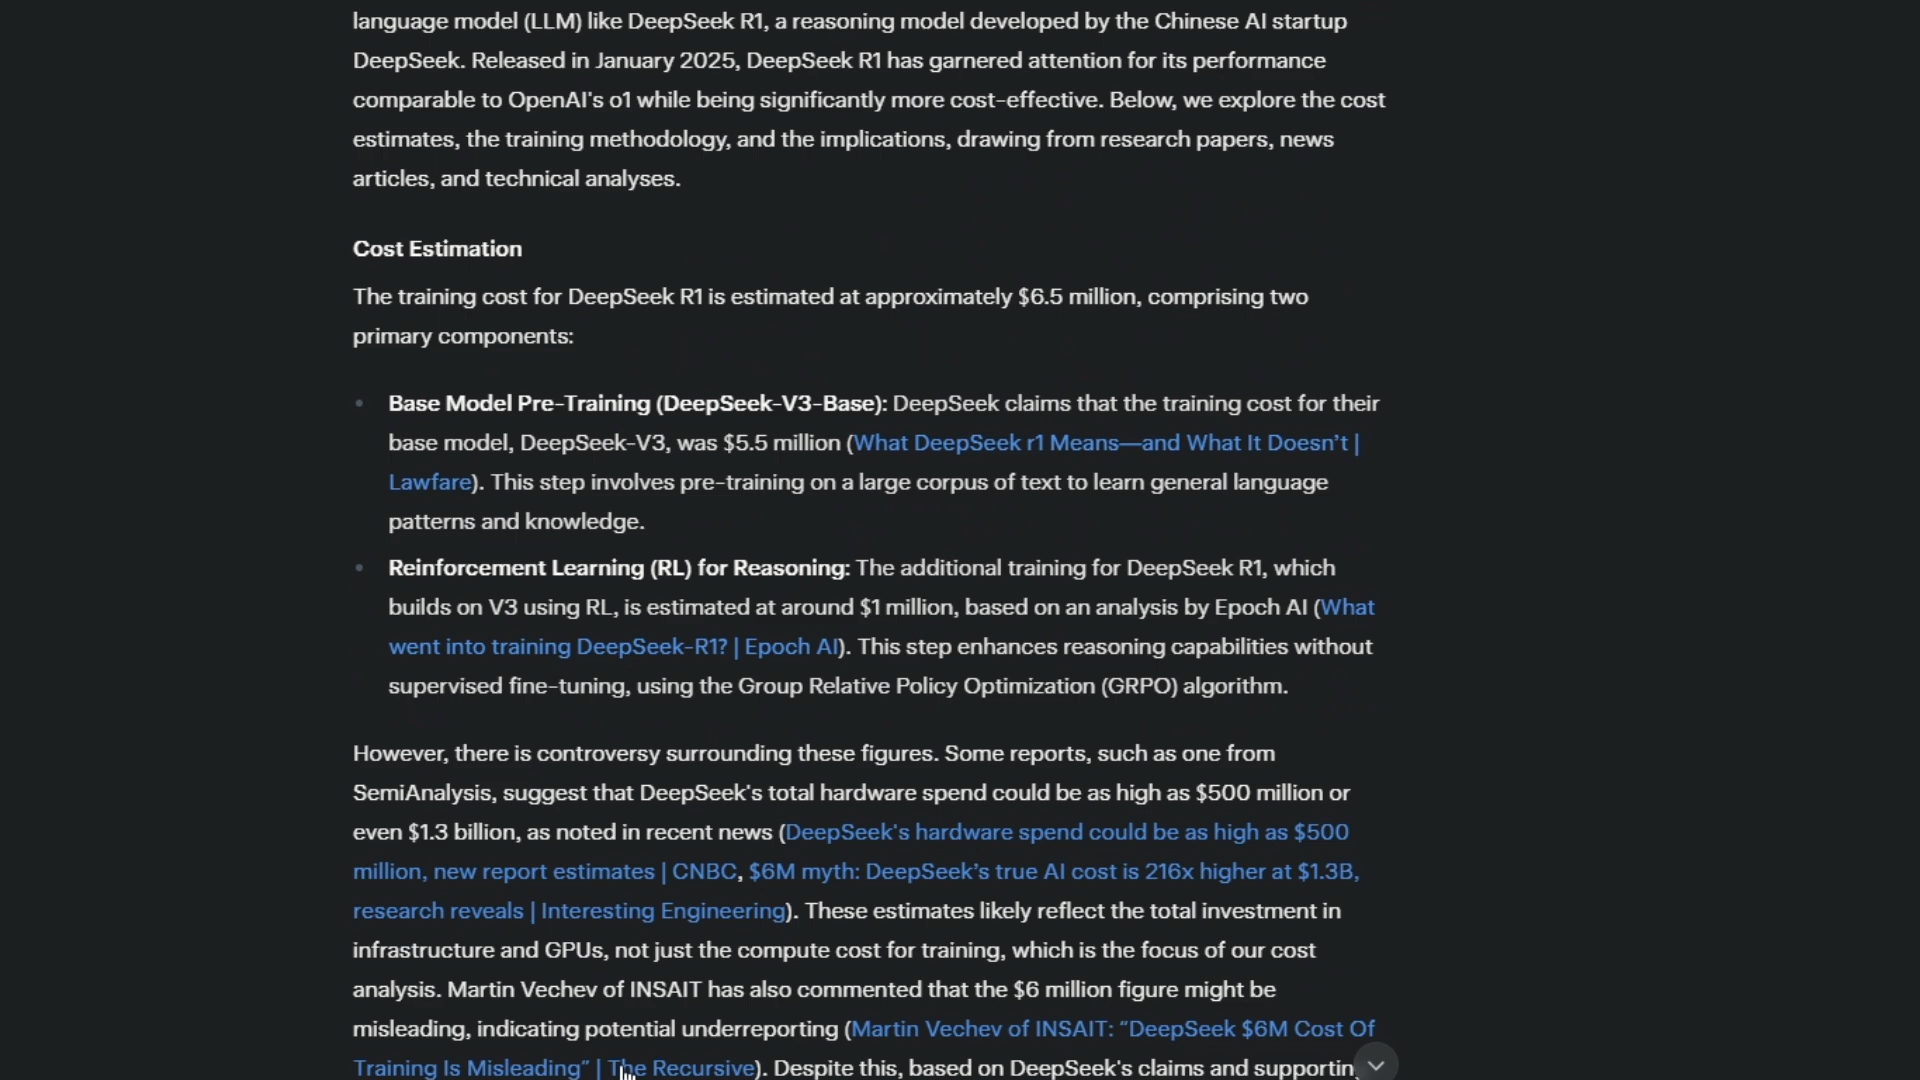 language model (LLM) like DeepSeek R1, a reasoning model developed by the Chinese AI startup
DeepSeek. Released in January 2025, DeepSeek R1 has garnered attention for its performance
comparable to OpenAI's o1 while being significantly more cost-effective. Below, we explore the cost
estimates, the training methodology, and the implications, drawing from research papers, news
articles, and technical analyses.
Cost Estimation
The training cost for DeepSeek R1 is estimated at approximately $6.5 million, comprising two
primary components:
• Base Model Pre-Training (DeepSeek-V3-Base): DeepSeek claims that the training cost for their
base model, DeepSeek-V3, was $5.5 million (What DeepSeek r1 Means—and What It Doesn’t |
Lawfare). This step involves pre-training on a large corpus of text to learn general language
patterns and knowledge.
• Reinforcement Learning (RL) for Reasoning: The additional training for DeepSeek R1, which
builds on V3 using RL, is estimated at around $1 million, based on an analysis by Epoch AI (What
went into training DeepSeek-R1? | Epoch AI). This step enhances reasoning capabilities without
supervised fine-tuning, using the Group Relative Policy Optimization (GRPO) algorithm.
However, there is controversy surrounding these figures. Some reports, such as one from
SemiAnalysis, suggest that DeepSeek's total hardware spend could be as high as $500 million or
even $1.3 billion, as noted in recent news (DeepSeek's hardware spend could be as high as $500
million, new report estimates | CNBC, $6M myth: DeepSeek’s true AI cost is 216x higher at $1.3B,
research reveals | Interesting Engineering). These estimates likely reflect the total investment in
infrastructure and GPUs, not just the compute cost for training, which is the focus of our cost
analysis. Martin Vechev of INSAIT has also commented that the $6 million figure might be
misleading, indicating potential underreporting (Martin Vechev of INSAIT: “DeepSeek $6M Cost Of
Training Is Misleading” | The Recursive). Despite this, based on DeepSeek's claims and supportin